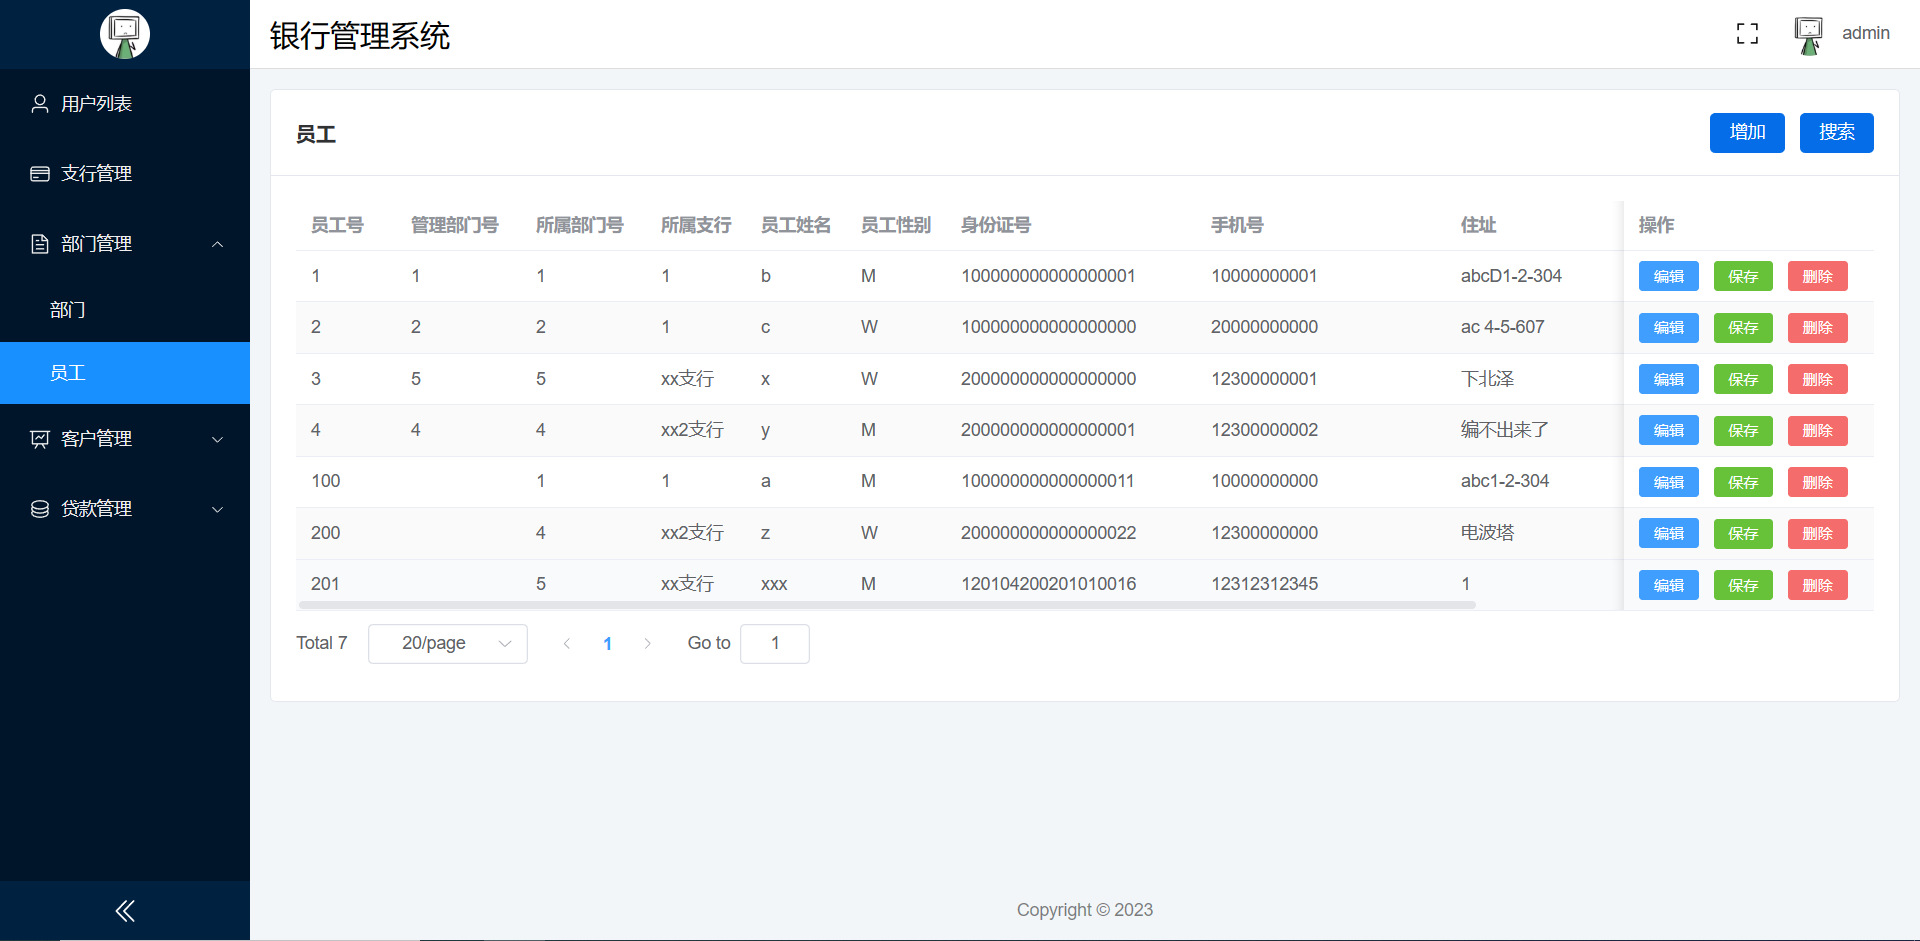 银行管理系统
admin
用户列表
支行管理
部门管理
部门
员工
客户管理
贷款管理
员工
增加 搜索
员工号 管理部门号 所属部门号 所属支行 员工姓名 员工性别 身份证号 手机号 住址 操作
1 1 1 1 b M 100000000000000001 10000000001 abcD1-2-304 编辑 保存 删除
2 2 2 1 c W 100000000000000000 20000000000 ac 4-5-607 编辑 保存 删除
3 5 5 xx支行 x W 200000000000000000 12300000001 下北泽 编辑 保存 删除
4 4 4 xx2支行 y M 200000000000000001 12300000002 编不出来了 编辑 保存 删除
100 1 1 a M 100000000000000011 10000000000 abc1-2-304 编辑 保存 删除
200 4 xx2支行 z W 200000000000000022 12300000000 电波塔 编辑 保存 删除
201 5 xx支行 xxx M 120104200201010016 12312312345 1 编辑 保存 删除
Total 7 20/page 1 Go to 1
Copyright © 2023